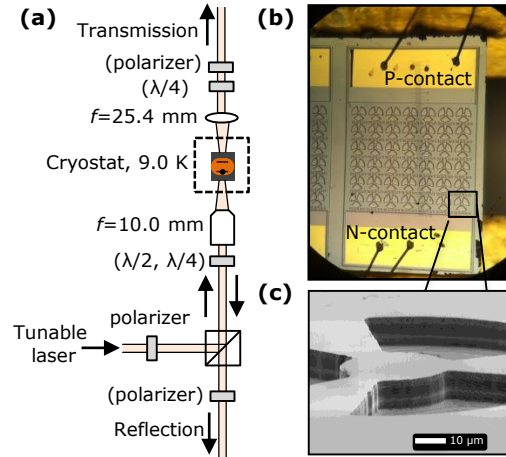 (a)
Transmission
(polarizer)
(λ/4)
f=25.4 mm
Cryostat, 9.0 K
f=10.0 mm
(λ/2, λ/4)
polarizer
Tunable
laser
(polarizer)
Reflection
(b)
P-contact
N-contact
(c)
10 μm